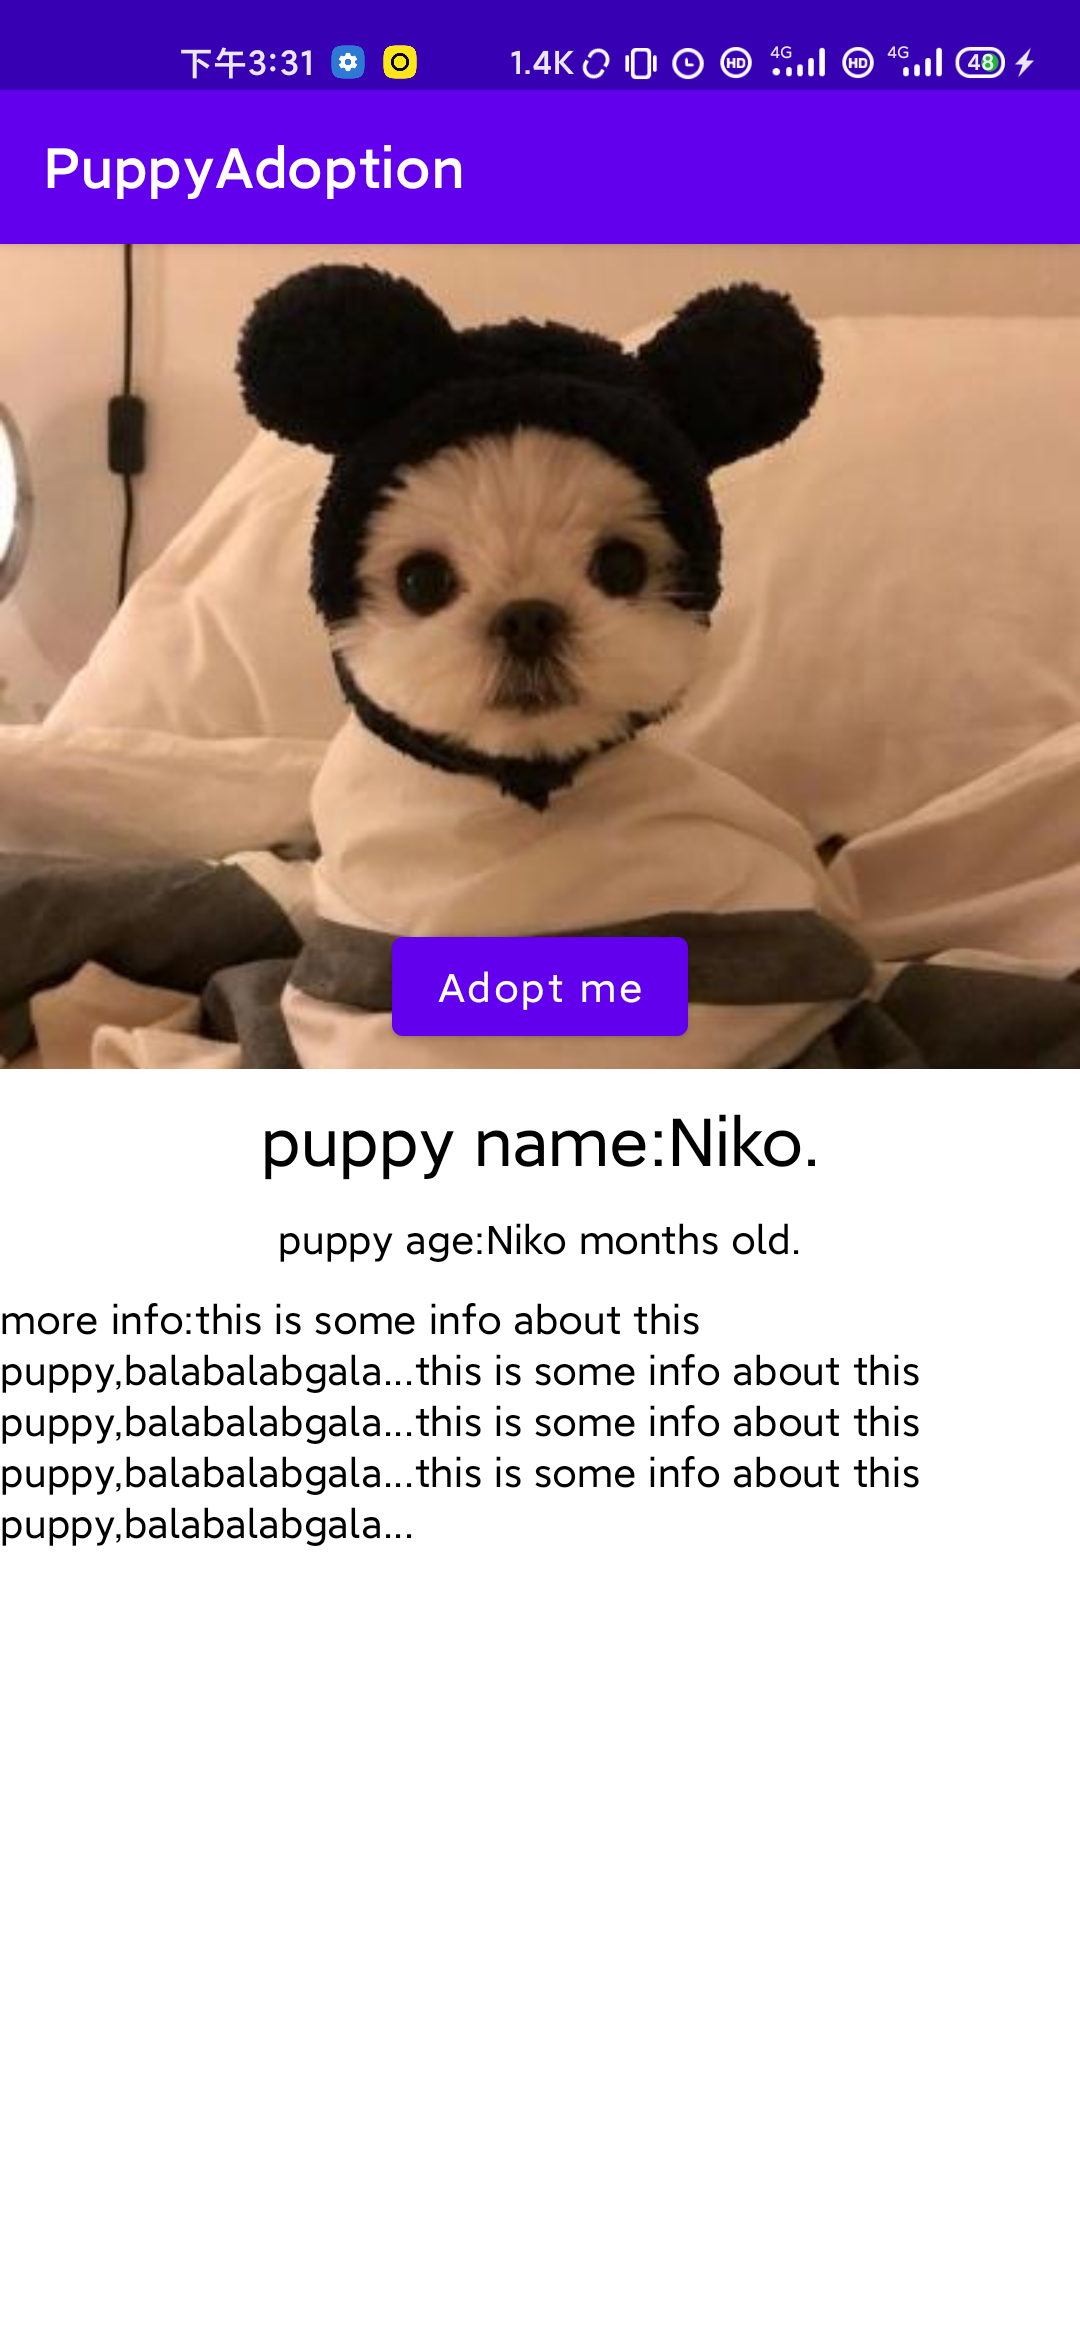 下午3:31 1.4K HD 4G HD 4G 48
PuppyAdoption
Adopt me
puppy name:Niko.
puppy age:Niko months old.
more info:this is some info about this
puppy,balabalabgala...this is some info about this
puppy,balabalabgala...this is some info about this
puppy,balabalabgala...this is some info about this
puppy,balabalabgala...